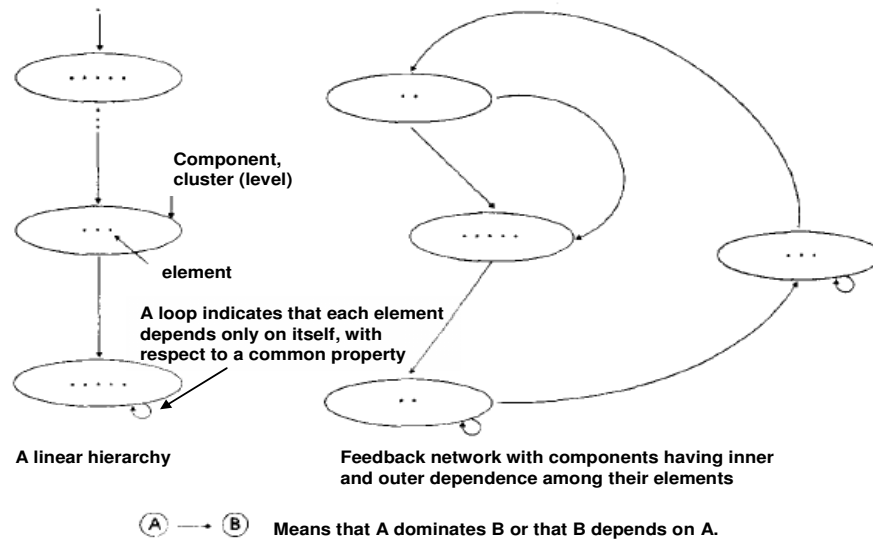 Component,
cluster (level)
element
A loop indicates that each element
depends only on itself, with
respect to a common property
A linear hierarchy
Feedback network with components having inner
and outer dependence among their elements
A B Means that A dominates B or that B depends on A.